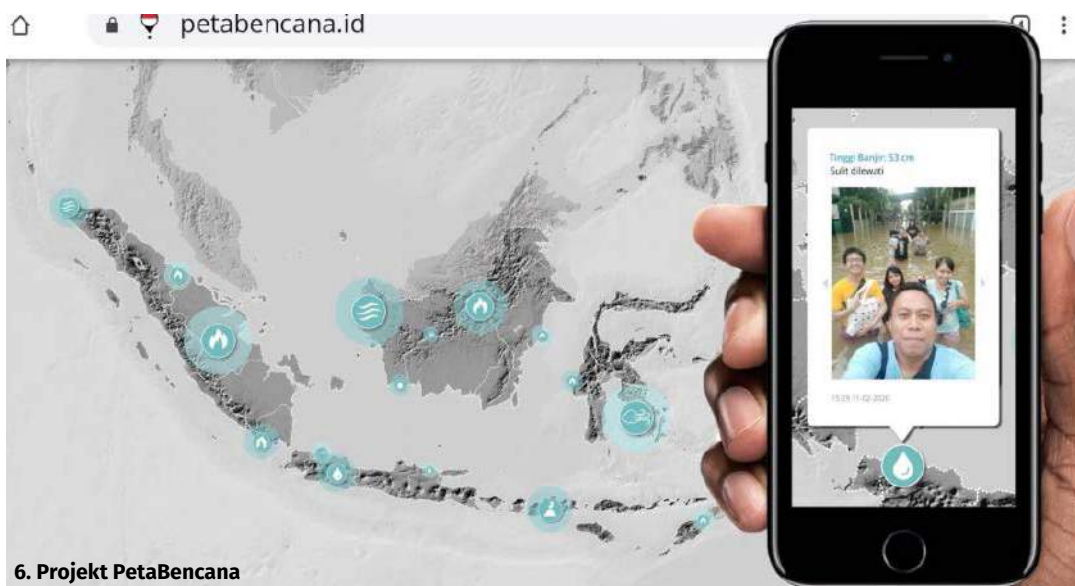 petabencana.id
Tinggi Banjir: 53 cm
Sulit dilewati
6. Projekt PetaBencana